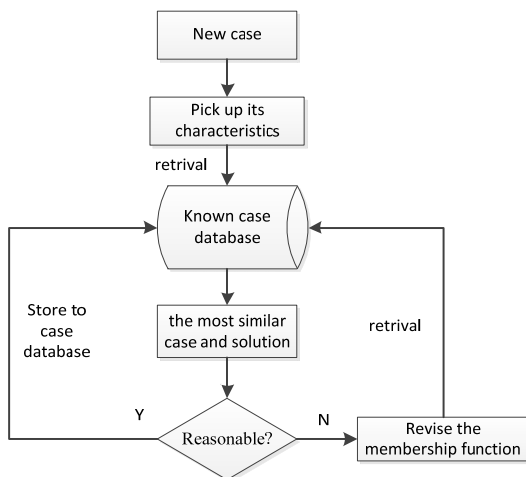 New case
Pick up its
characteristics
retrival
Known case
database
Store to
case
database
the most similar
case and solution
retrival
Y
Reasonable?
N
Revise the
membership function